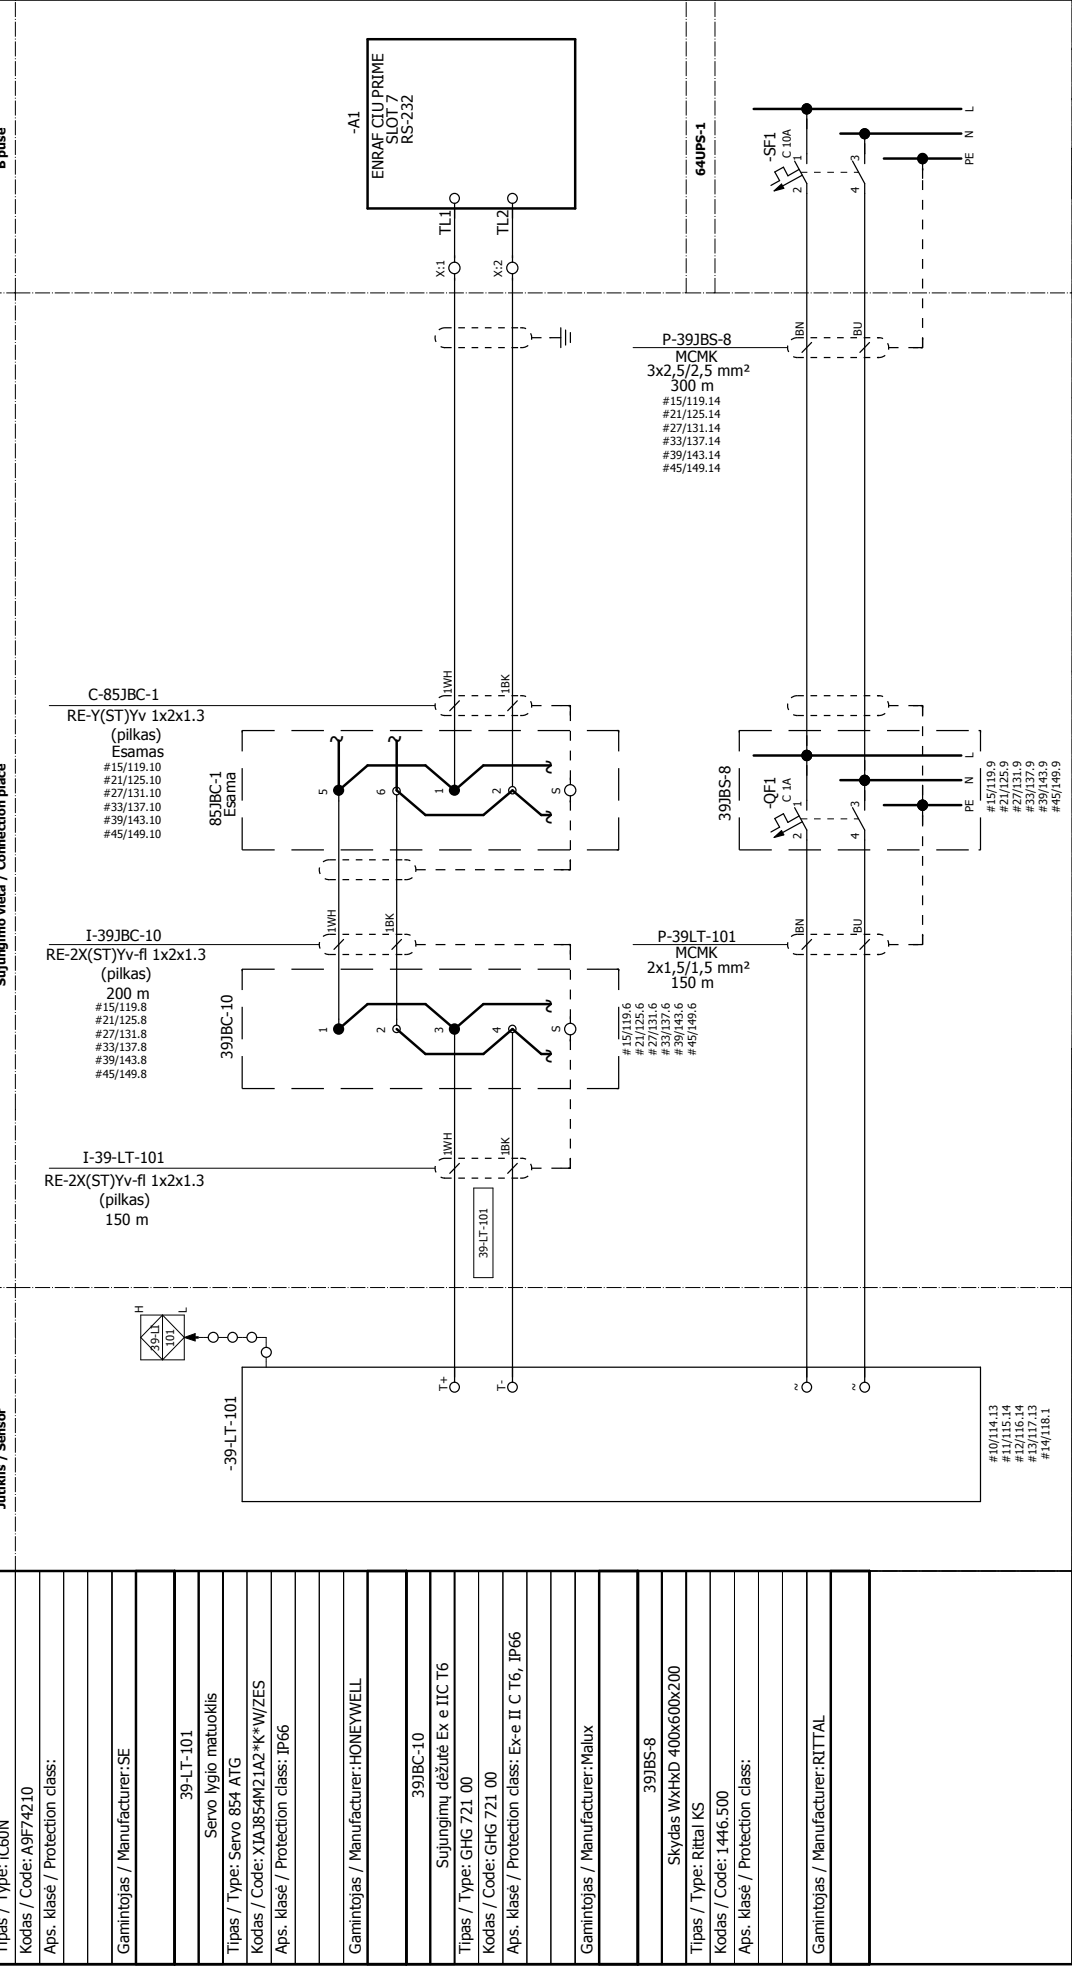 B pusė
Sujungimo vieta / Connection place
Jutiklis / Sensor
-A1
ENRAF CIU PRIME
SLOT 7
RS-232
TL1
TL2
X:1
X:2
64UPS-1
-SF1
C 10A
1
2
3
4
L
N
PE
P-39JBS-8
MCMK
3x2,5/2,5 mm²
300 m
#15/119.14
#21/125.14
#27/131.14
#33/137.14
#39/143.14
#45/149.14
BN
BU
C-85JBC-1
RE-Y(ST)Yv 1x2x1.3
(pilkas)
Esamas
#15/119.10
#21/125.10
#27/131.10
#33/137.10
#39/143.10
#45/149.10
1WH
1BK
85JBC-1
Esama
5
6
1
2
S
39JBS-8
-QF1
C 1A
1
2
3
4
L
N
PE
#15/119.9
#21/125.9
#27/131.9
#33/137.9
#39/143.9
#45/149.9
I-39JBC-10
RE-2X(ST)Yv-fl 1x2x1.3
(pilkas)
200 m
#15/119.8
#21/125.8
#27/131.8
#33/137.8
#39/143.8
#45/149.8
1WH
1BK
P-39LT-101
MCMK
2x1,5/1,5 mm²
150 m
BN
BU
39JBC-10
1
2
3
4
S
#15/119.6
#21/125.6
#27/131.6
#33/137.6
#39/143.6
#45/149.6
I-39-LT-101
RE-2X(ST)Yv-fl 1x2x1.3
(pilkas)
150 m
1WH
1BK
39-LT-101
H
L
39-LI
101
-39-LT-101
T+
T-
~
~
#10/114.13
#11/115.14
#12/116.14
#13/117.13
#14/118.1
Tipas / Type: iC60N
Kodas / Code: A9F74210
Aps. klasė / Protection class:
Gamintojas / Manufacturer:SE
39-LT-101
Servo lygio matuoklis
Tipas / Type: Servo 854 ATG
Kodas / Code: XIAJ854M21A2*K*W/ZES
Aps. klasė / Protection class: IP66
Gamintojas / Manufacturer:HONEYWELL
39JBC-10
Sujungimų dėžutė Ex e IIC T6
Tipas / Type: GHG 721 00
Kodas / Code: GHG 721 00
Aps. klasė / Protection class: Ex-e II C T6, IP66
Gamintojas / Manufacturer:Malux
39JBS-8
Skydas WxHxD 400x600x200
Tipas / Type: Rittal KS
Kodas / Code: 1446.500
Aps. klasė / Protection class:
Gamintojas / Manufacturer:RITTAL